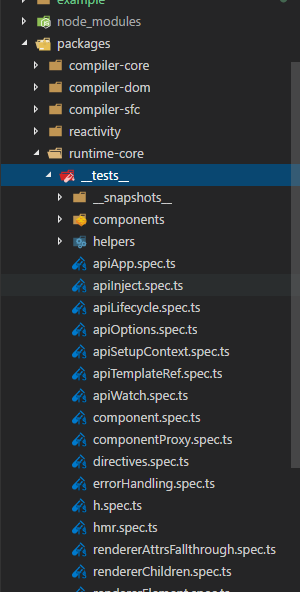 example
node_modules
packages
compiler-core
compiler-dom
compiler-sfc
reactivity
runtime-core
__tests__
__snapshots__
components
helpers
apiApp.spec.ts
apiInject.spec.ts
apiLifecycle.spec.ts
apiOptions.spec.ts
apiSetupContext.spec.ts
apiTemplateRef.spec.ts
apiWatch.spec.ts
component.spec.ts
componentProxy.spec.ts
directives.spec.ts
errorHandling.spec.ts
h.spec.ts
hmr.spec.ts
rendererAttrsFallthrough.spec.ts
rendererChildren.spec.ts
rendererElement.spec.ts